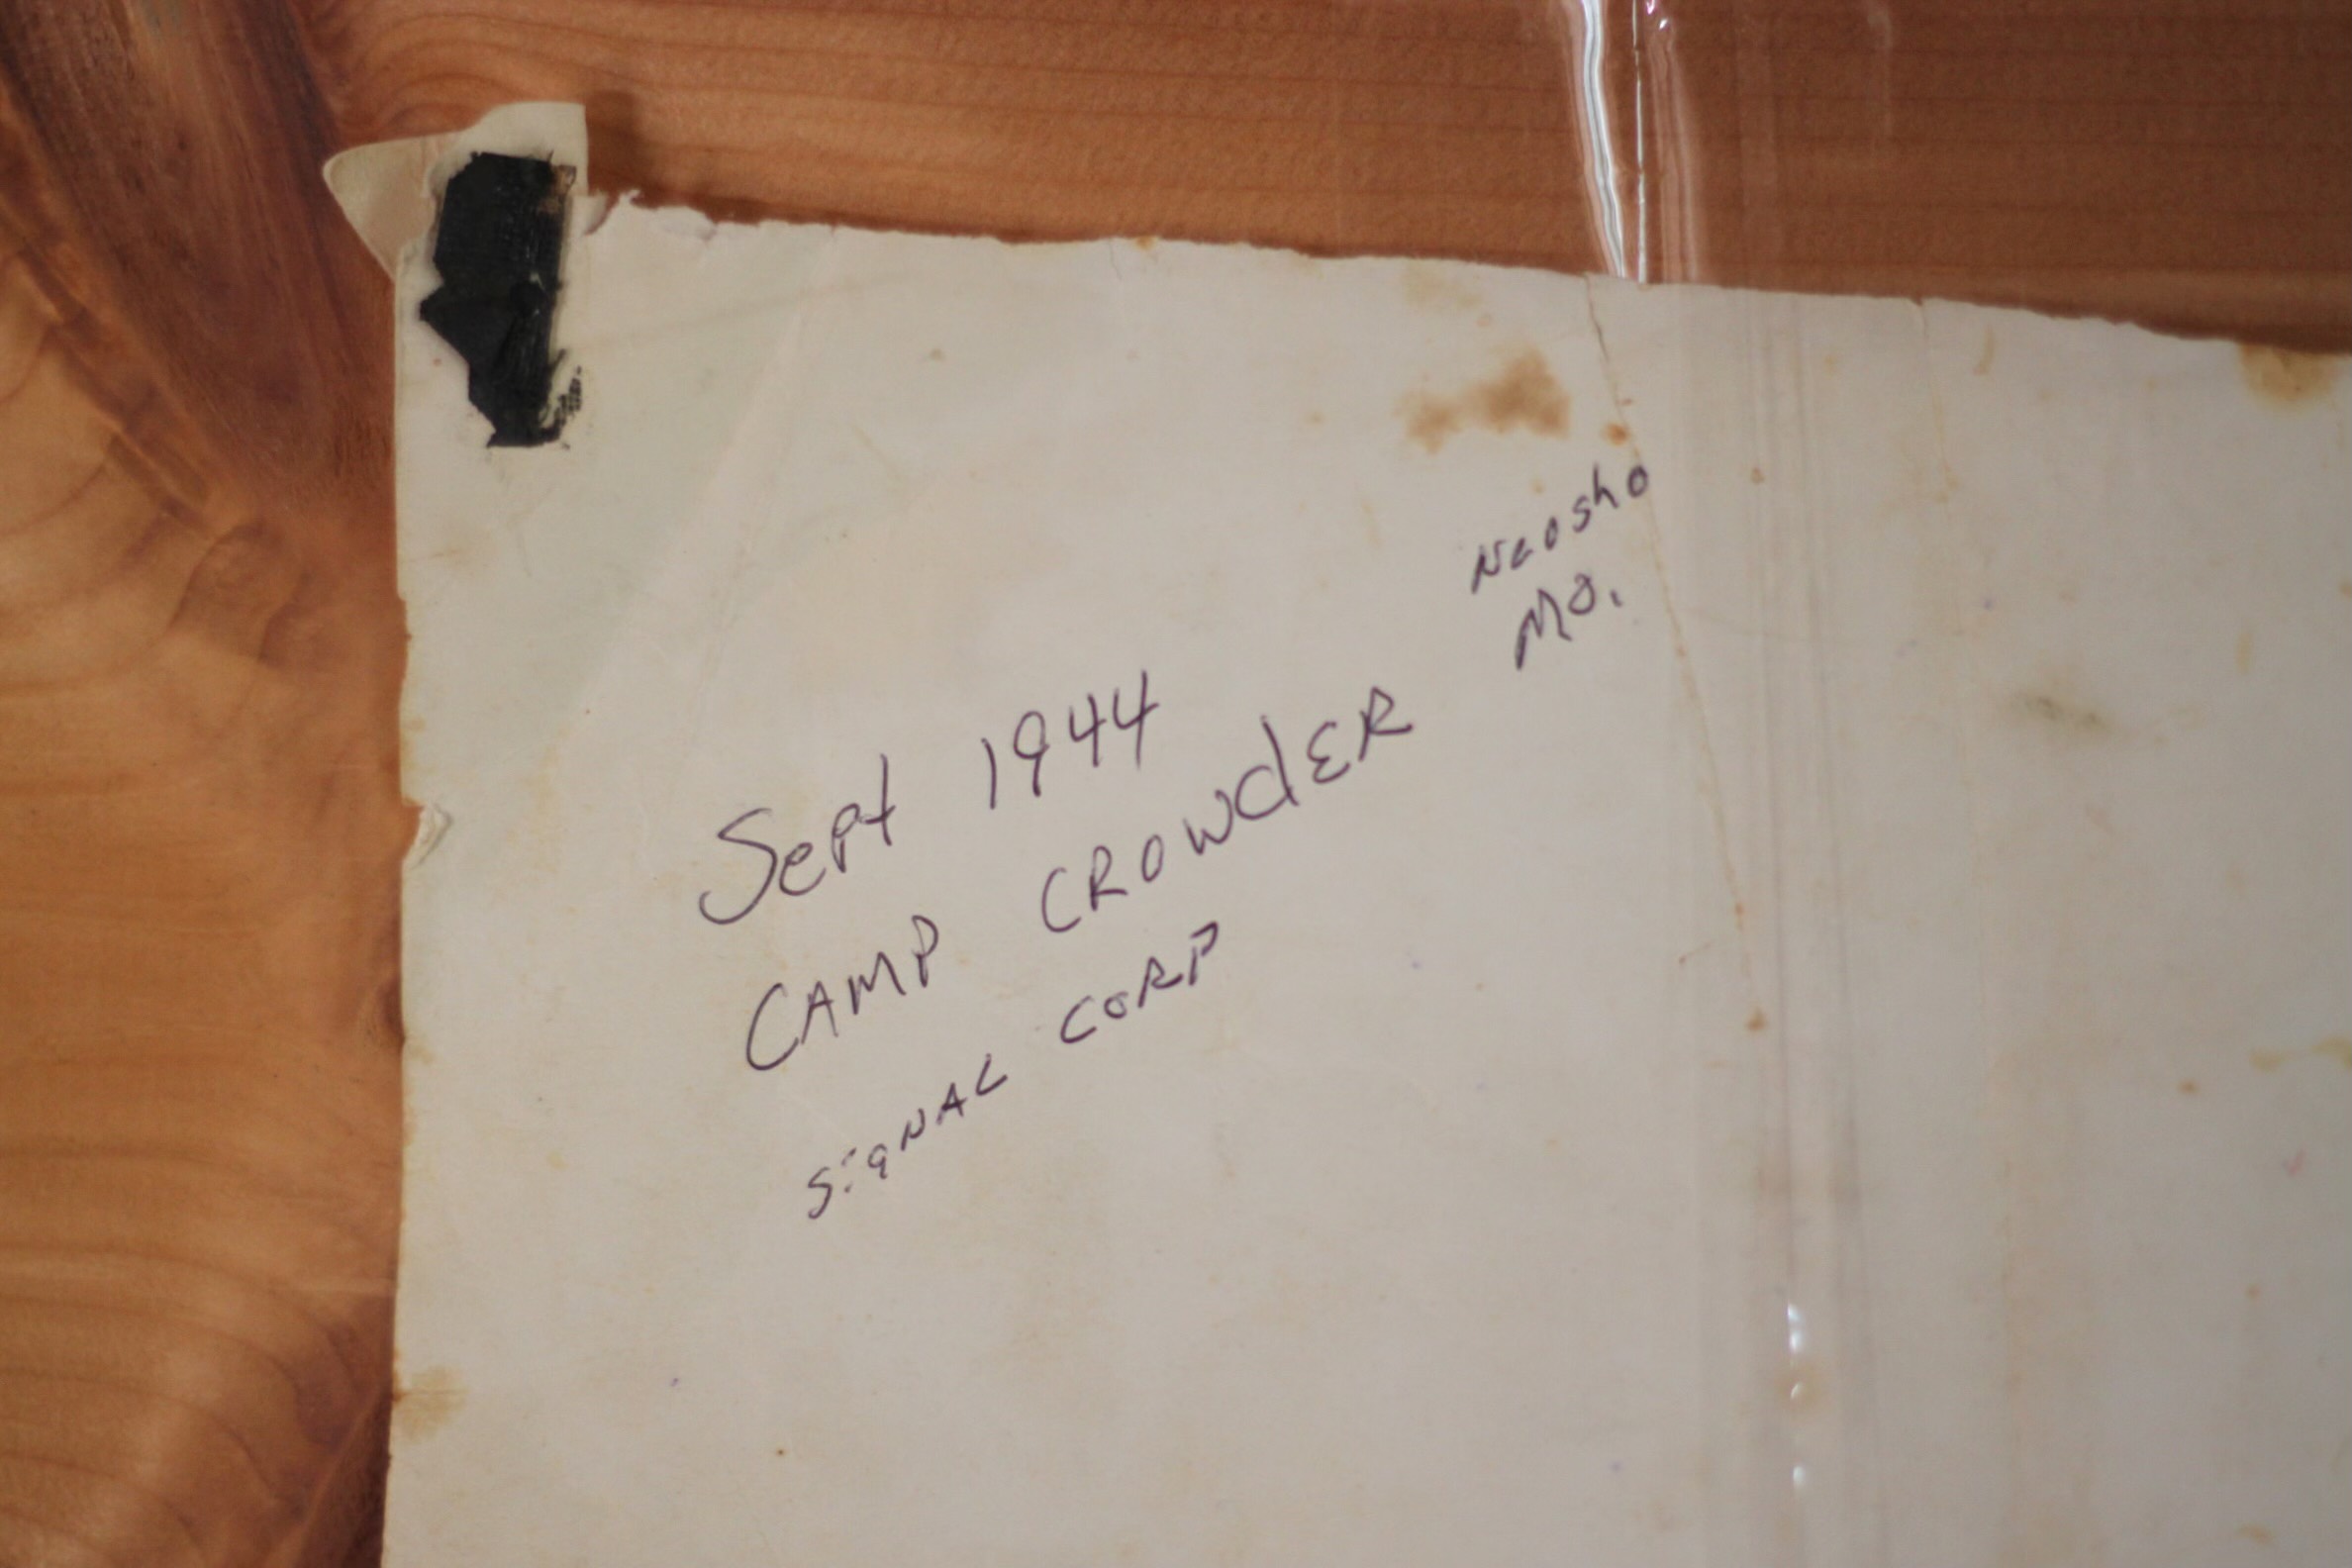 Sept 1944
CAMP CROWdER
Neosho
Mo.
SiGNAL CORP